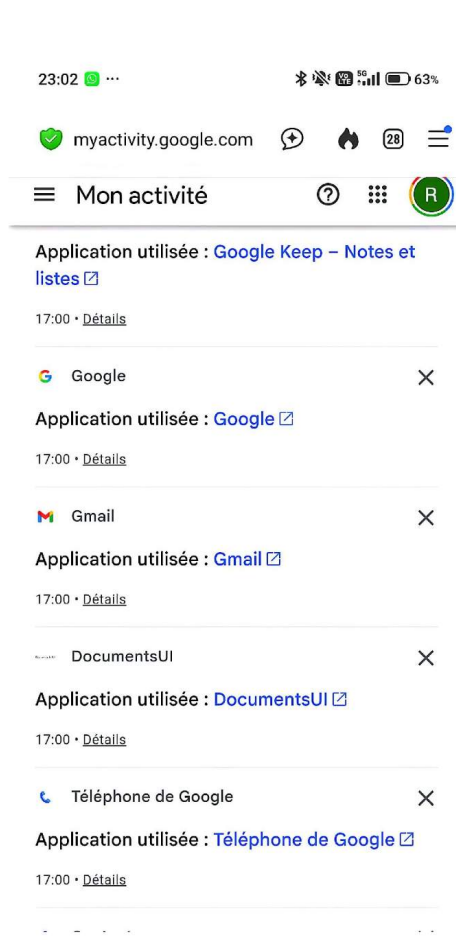 23:02 ...
5G
VoLTE
63%
myactivity.google.com
28
Mon activité
R
Application utilisée : Google Keep – Notes et
listes
17:00 • Détails
Google
Application utilisée : Google
17:00 • Détails
Gmail
Application utilisée : Gmail
17:00 • Détails
DocumentsUI
Application utilisée : DocumentsUI
17:00 • Détails
Téléphone de Google
Application utilisée : Téléphone de Google
17:00 • Détails